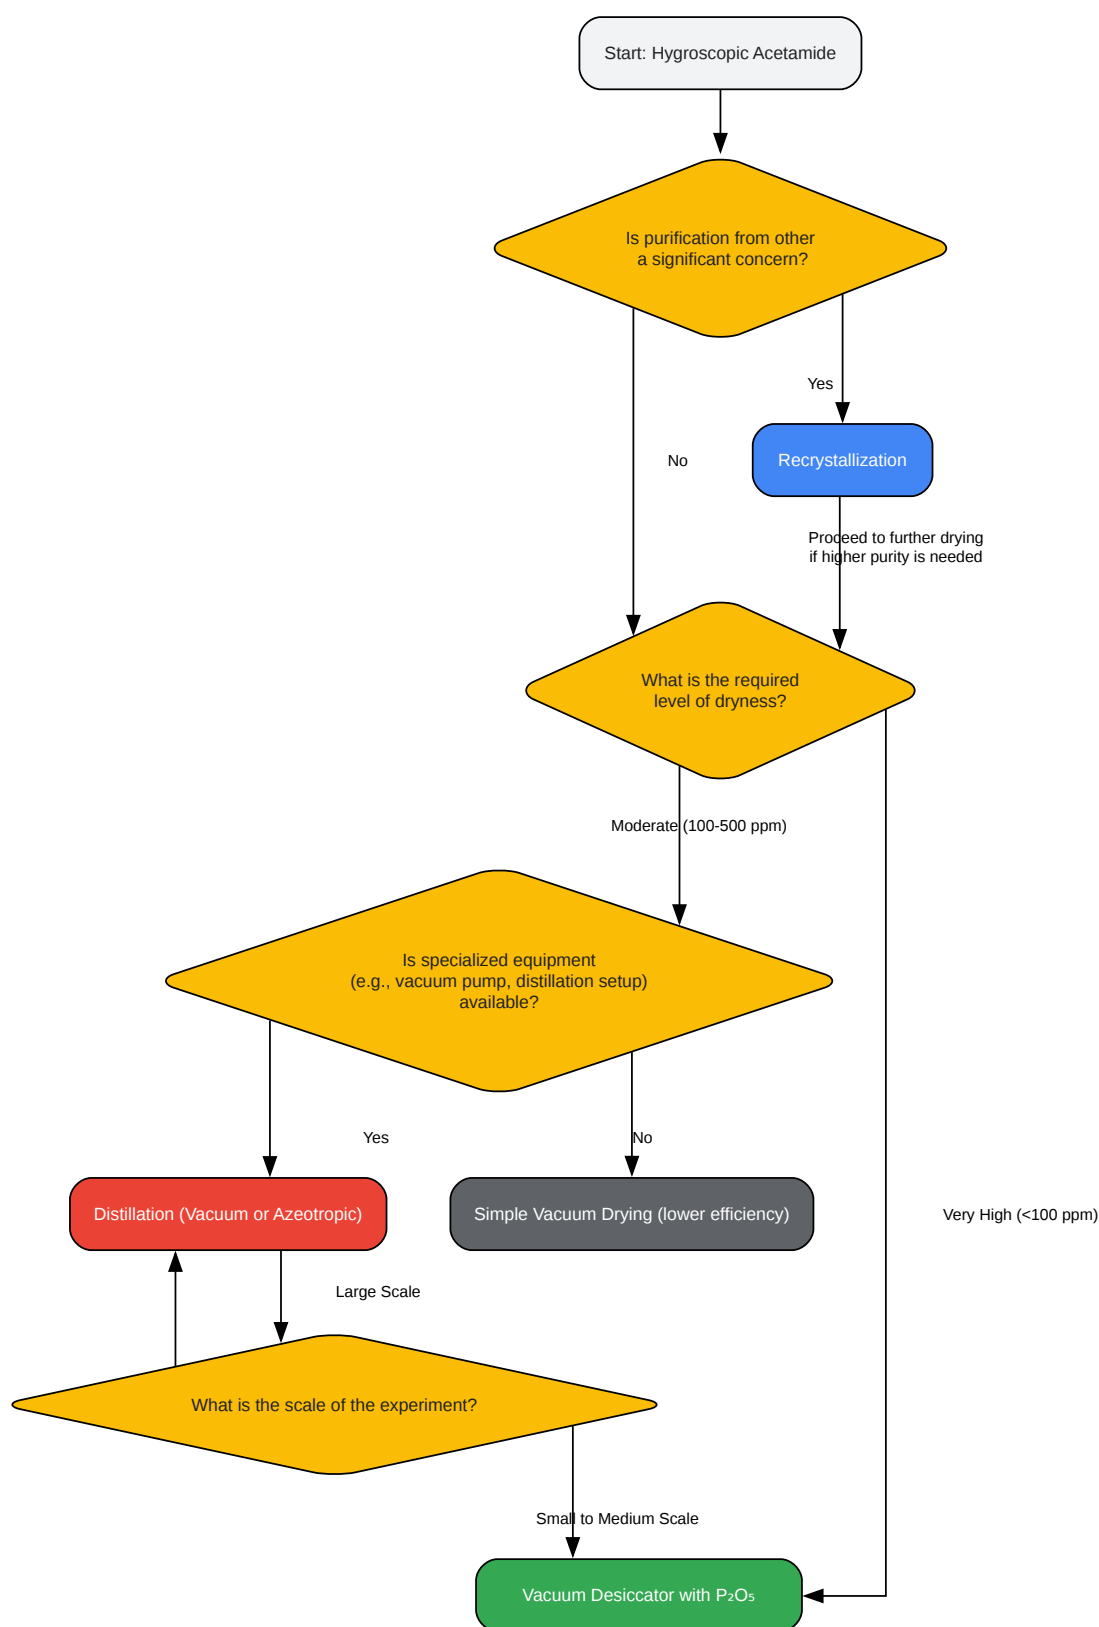 Start: Hygroscopic Acetamide
Is purification from other
a significant concern?
Yes
No
Recrystallization
Proceed to further drying
if higher purity is needed
What is the required
level of dryness?
Moderate (100-500 ppm)
Is specialized equipment
(e.g., vacuum pump, distillation setup)
available?
Yes
No
Distillation (Vacuum or Azeotropic)
Simple Vacuum Drying (lower efficiency)
Very High (<100 ppm)
Large Scale
What is the scale of the experiment?
Small to Medium Scale
Vacuum Desiccator with P₂O₅